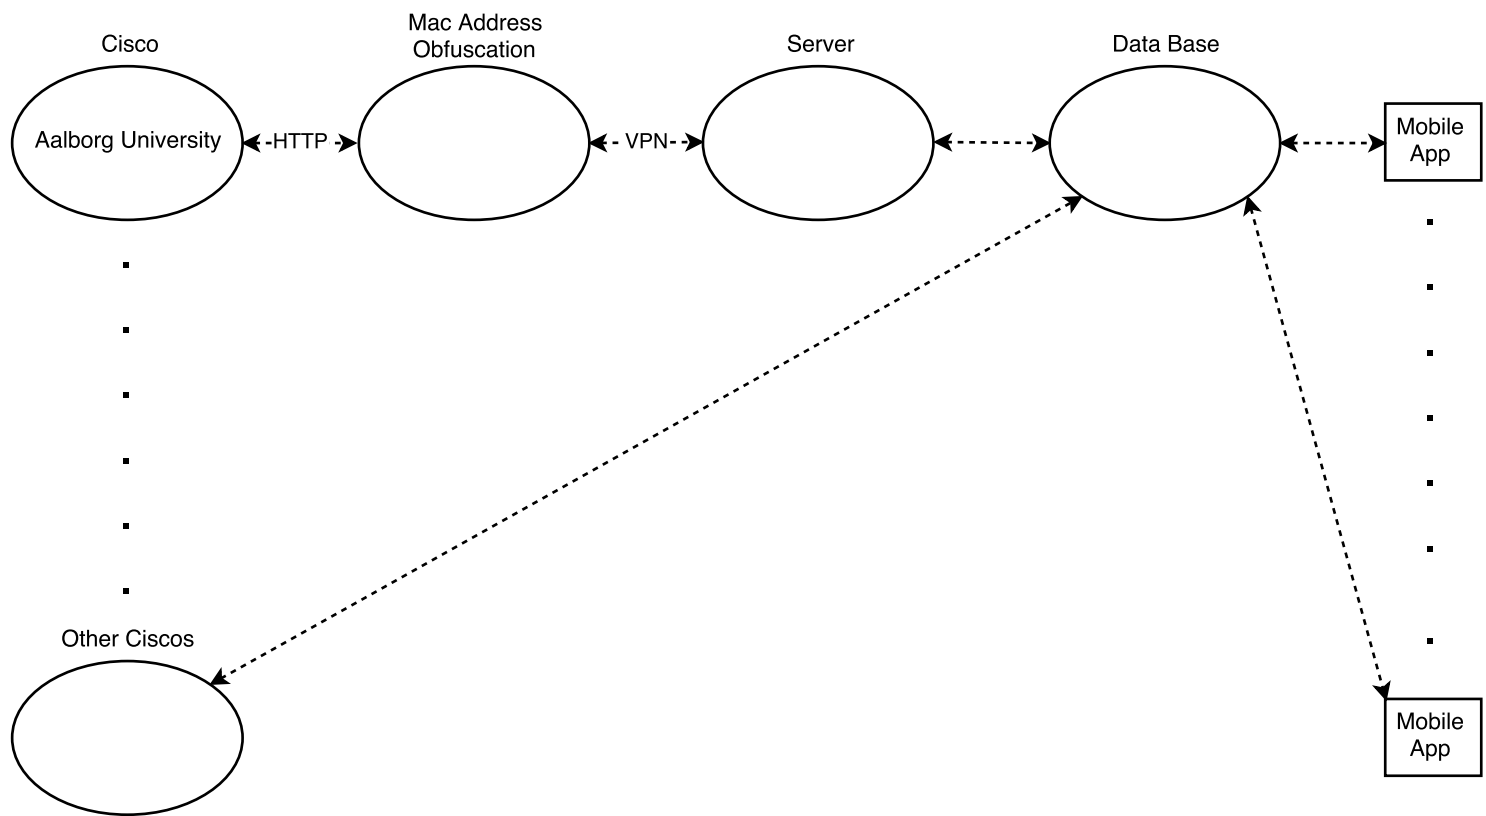 Cisco
Mac Address
Obfuscation
Server
Data Base
Aalborg University
HTTP
VPN
Mobile
App
Other Ciscos
Mobile
App